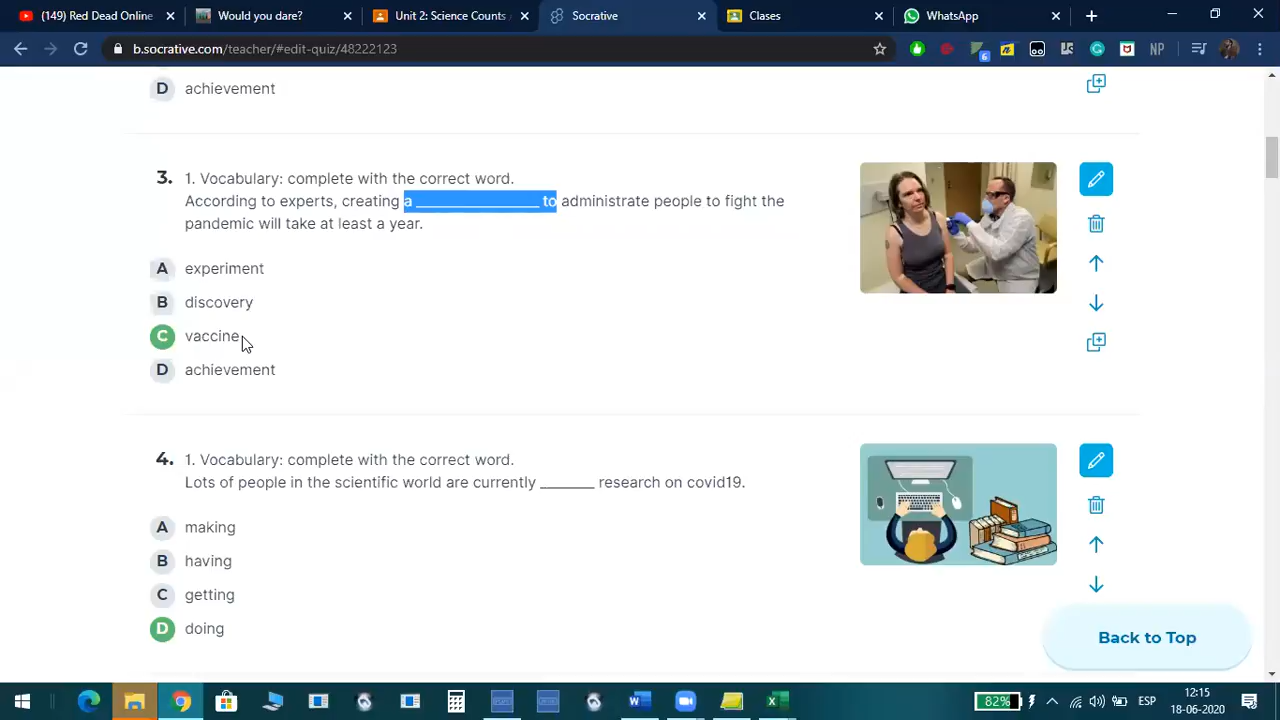 (149) Red Dead Online
Would you dare?
Unit 2: Science Counts
Socrative
Clases
WhatsApp
b.socrative.com/teacher/#edit-quiz/48222123
6
NP
D achievement
3. 1. Vocabulary: complete with the correct word.
According to experts, creating a ________________ to administrate people to fight the
pandemic will take at least a year.
A experiment
B discovery
C vaccine
D achievement
4. 1. Vocabulary: complete with the correct word.
Lots of people in the scientific world are currently _______ research on covid19.
A making
B having
C getting
D doing
Back to Top
82%
ESP
12:15
18-06-2020